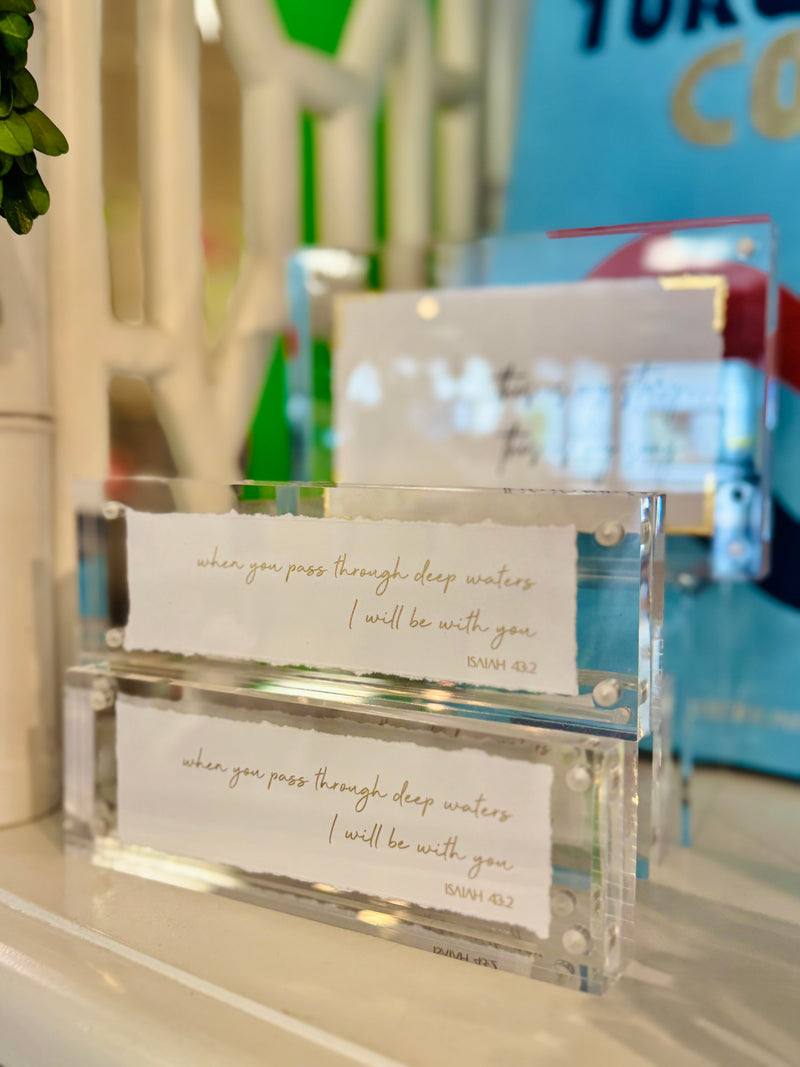 CO
when you pass through deep waters
I will be with you
ISAIAH 43:2
when you pass through deep waters
I will be with you
ISAIAH 43:2